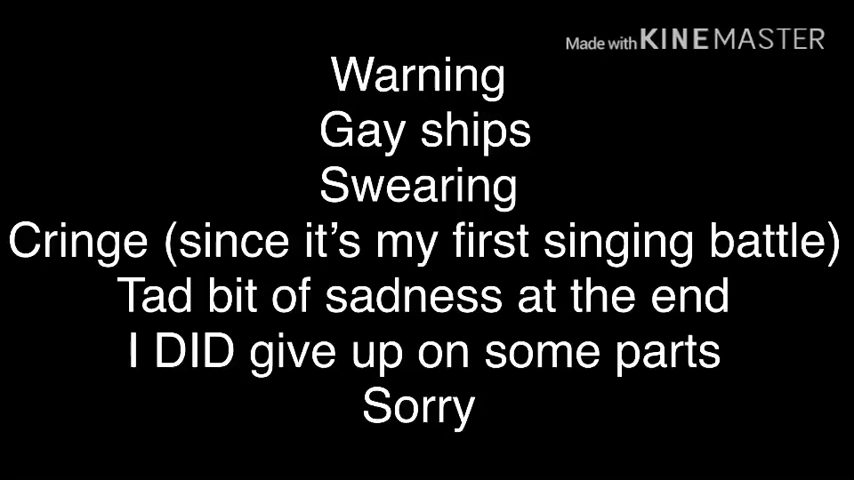 Made with KINEMASTER
Warning
Gay ships
Swearing
Cringe (since it’s my first singing battle)
Tad bit of sadness at the end
I DID give up on some parts
Sorry